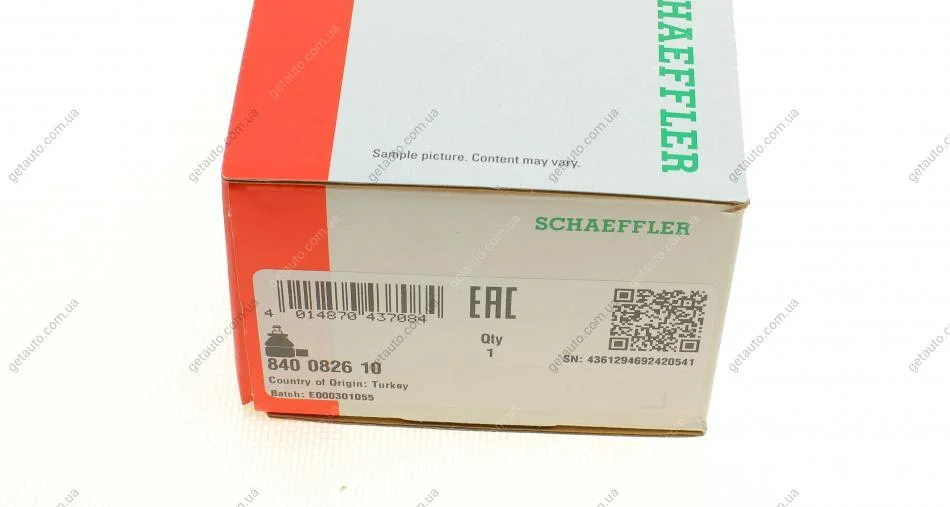 SCHAEFFLER
Sample picture. Content may vary.
SCHAEFFLER
4 014870 437084
EAC
Qty
1
840 0826 10
SN: 4361294692420541
Country of Origin: Turkey
Batch: E000301055
getauto.com.ua